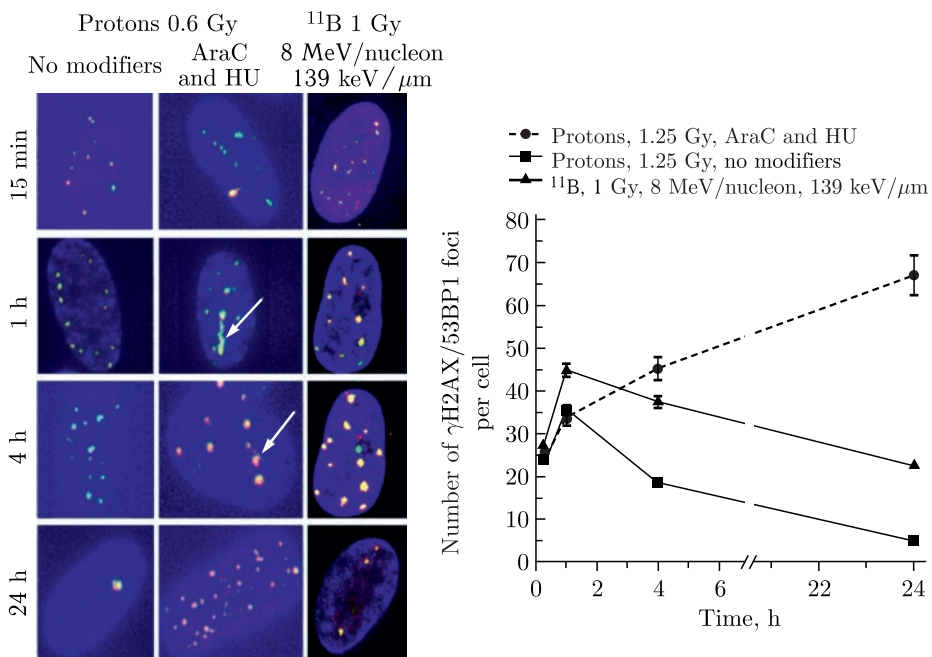 Protons 0.6 Gy
¹¹B 1 Gy
No modifiers
AraC
and HU
8 MeV/nucleon
139 keV/μm
15 min
1 h
4 h
24 h
Protons, 1.25 Gy, AraC and HU
Protons, 1.25 Gy, no modifiers
¹¹B, 1 Gy, 8 MeV/nucleon, 139 keV/μm
Number of γH2AX/53BP1 foci
per cell
80
70
60
50
40
30
20
10
0
0 2 4 6 22 24
Time, h